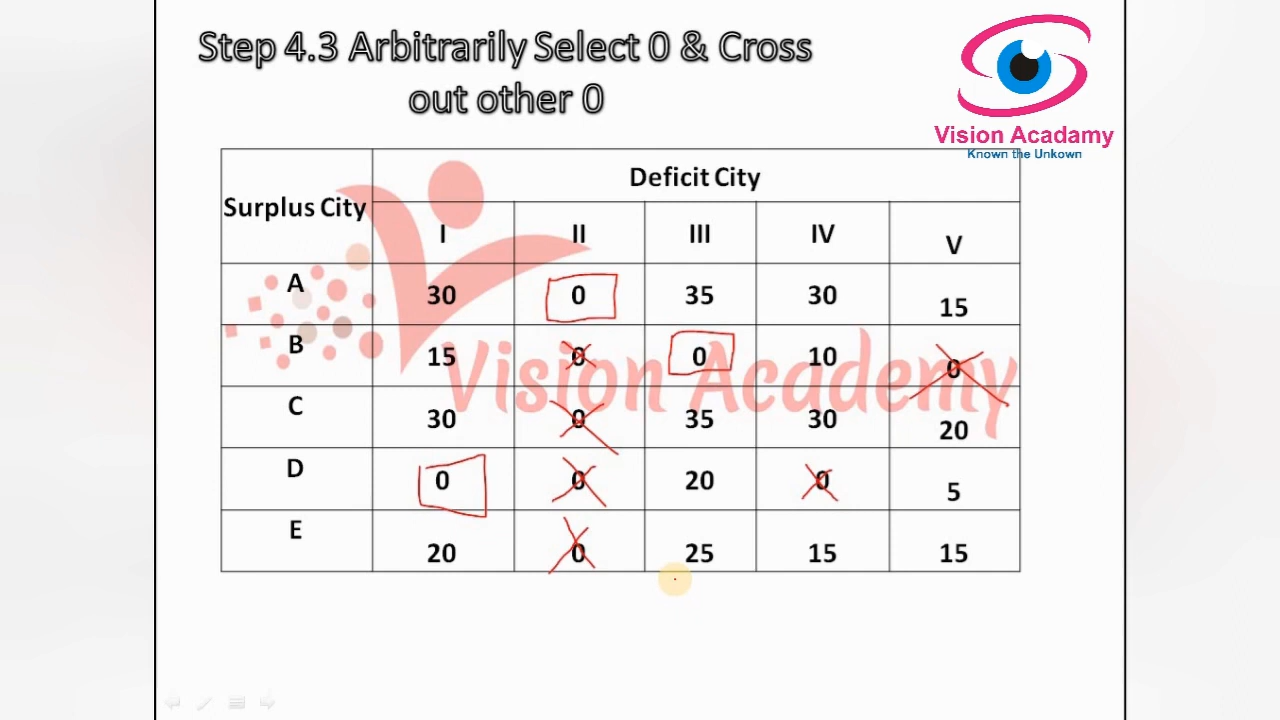 Step 4.3 Arbitrarily Select 0 & Cross
out other 0
Vision Acadamy
Known the Unkown
Surplus City
Deficit City
I II III IV V
A 30 0 35 30 15
B 15 0 0 10 0
C 30 0 35 30 20
D 0 0 20 0 5
E 20 0 25 15 15
Vision Academy